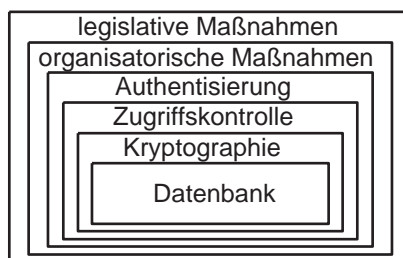 legislative Maßnahmen
organisatorische Maßnahmen
Authentisierung
Zugriffskontrolle
Kryptographie
Datenbank